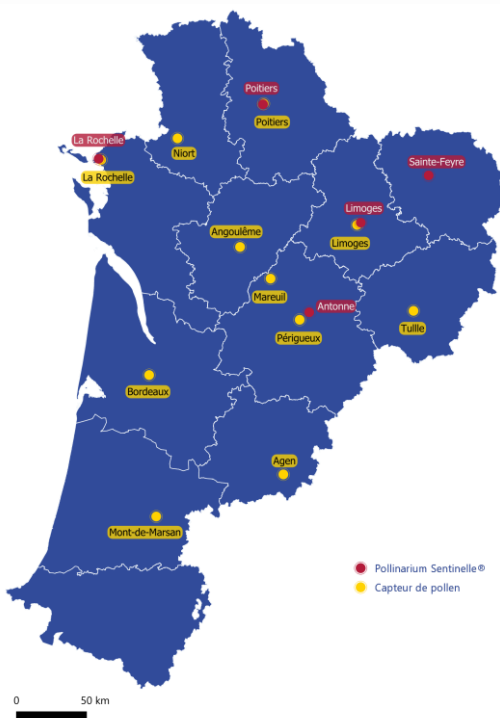 Poitiers
Poitiers
La Rochelle
Niort
La Rochelle
Sainte-Feyre
Limoges
Angoulême
Limoges
Mareuil
Antonne
Périgueux
Tullle
Bordeaux
Agen
Mont-de-Marsan
Pollinarium Sentinelle®
Capteur de pollen
0 50 km